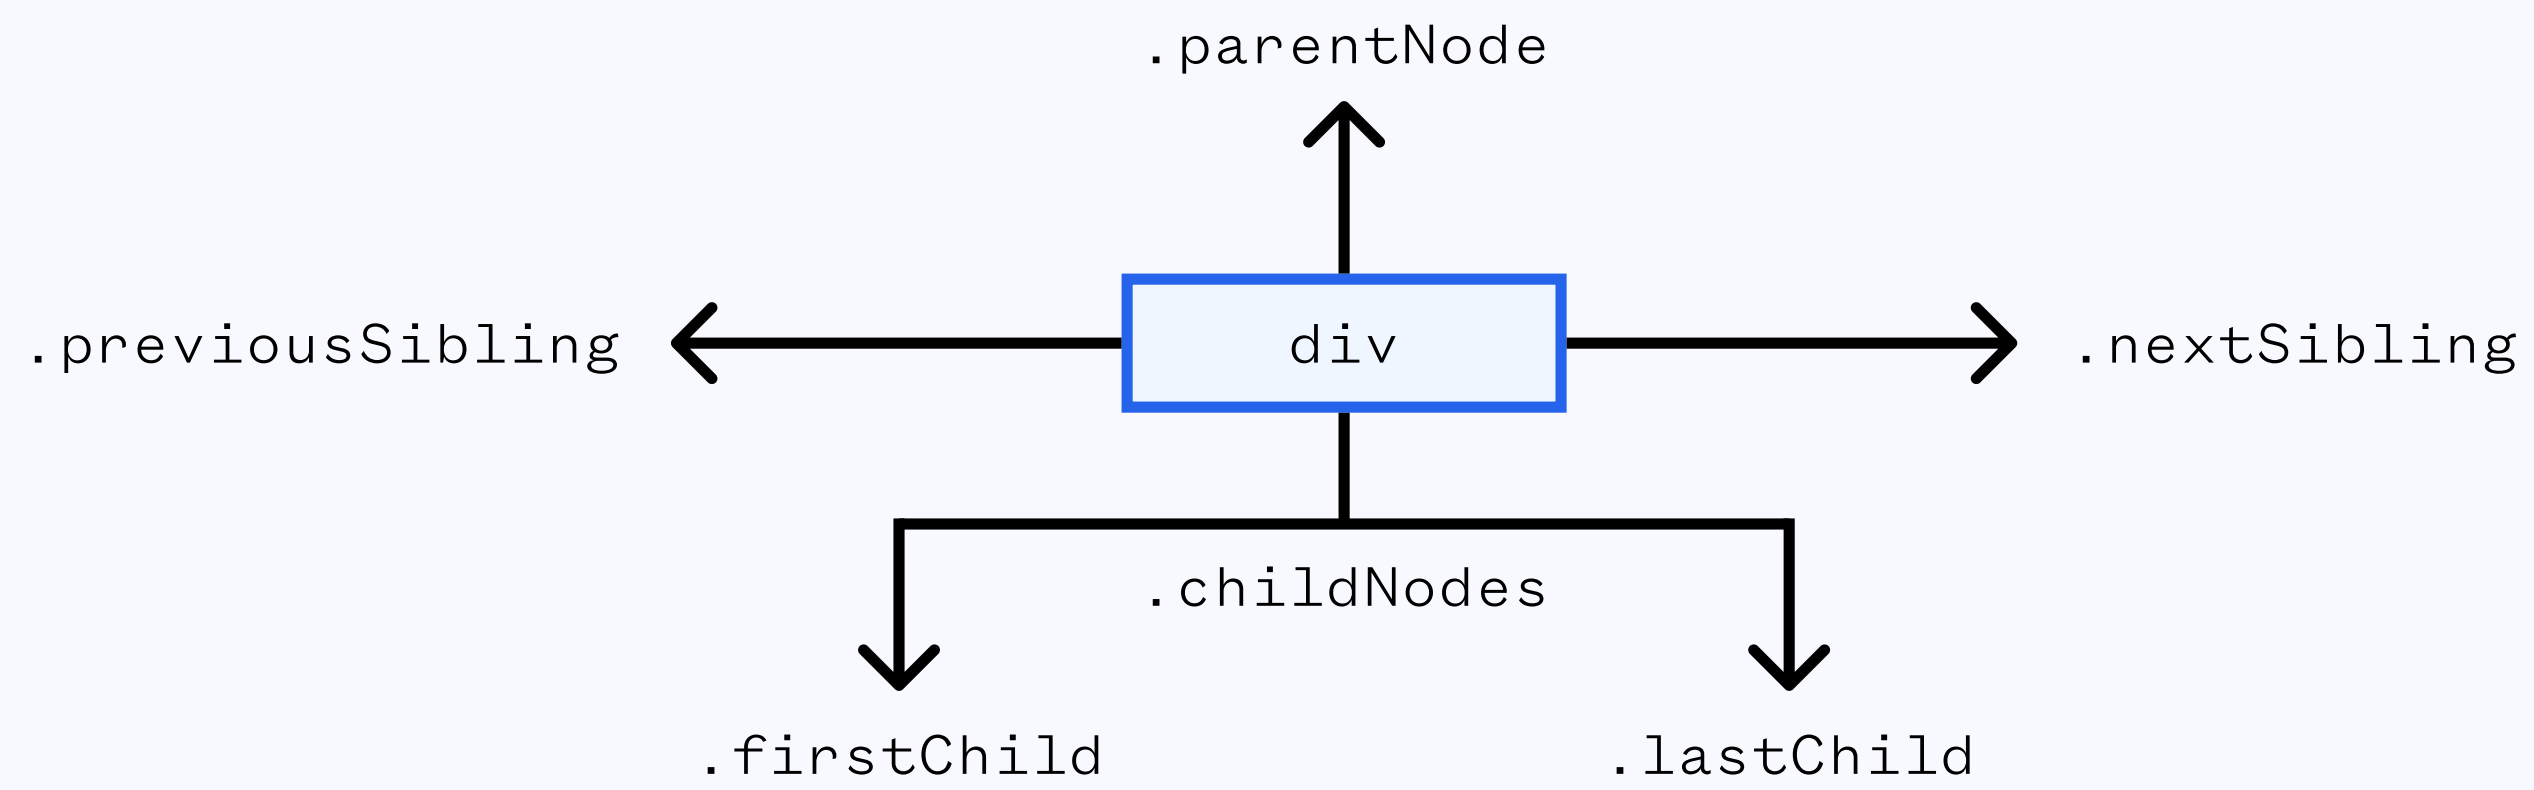 .parentNode
.previousSibling
div
.nextSibling
.childNodes
.firstChild
.lastChild